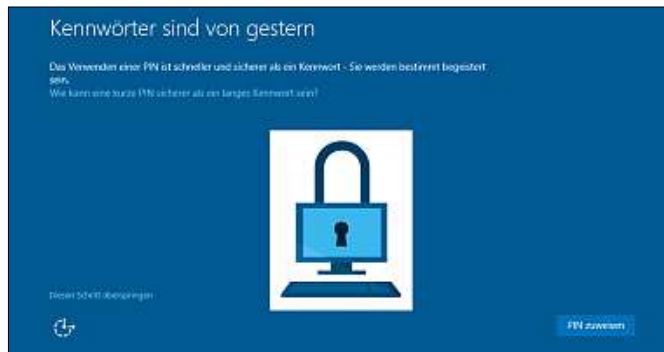 Kennwörter sind von gestern
Das Verwenden einer PIN ist schneller und sicherer als ein Kennwort - Sie werden bestimmt begeistert
sein.
Wie kann eine kurze PIN sicherer als ein langes Kennwort sein?
Diesen Schritt überspringen
PIN zuweisen